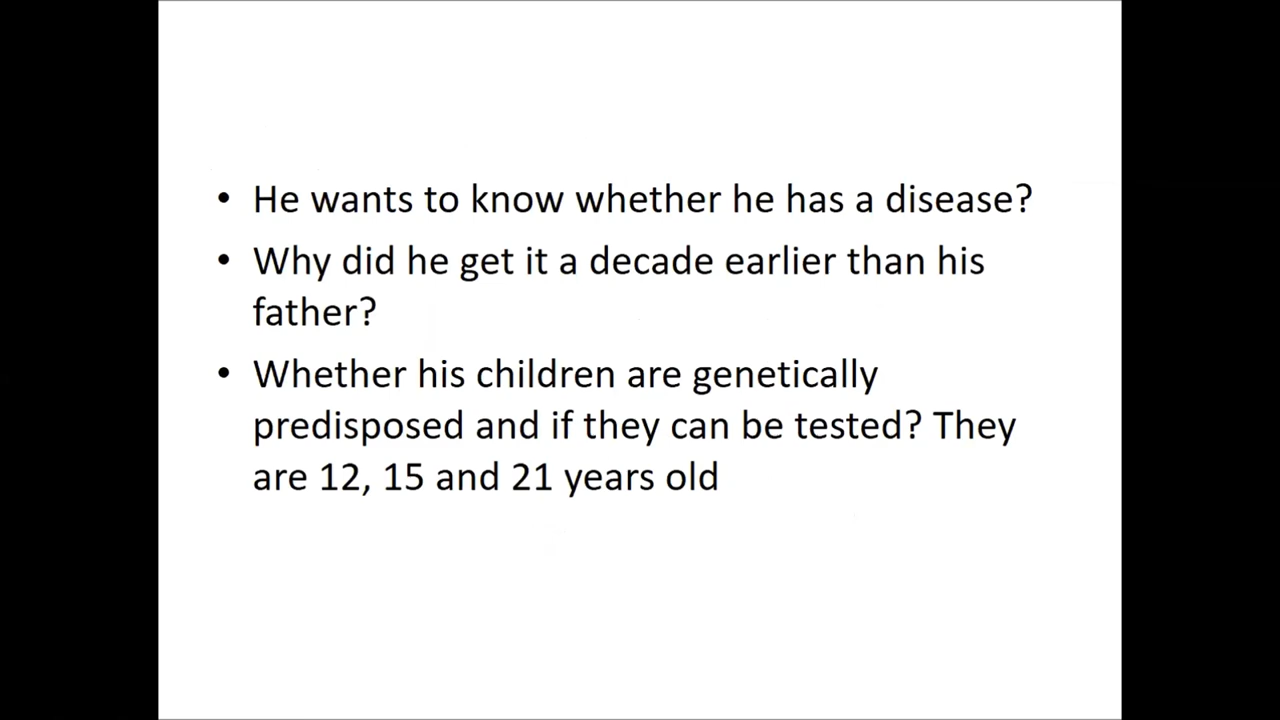 • He wants to know whether he has a disease?
• Why did he get it a decade earlier than his
father?
• Whether his children are genetically
predisposed and if they can be tested? They
are 12, 15 and 21 years old